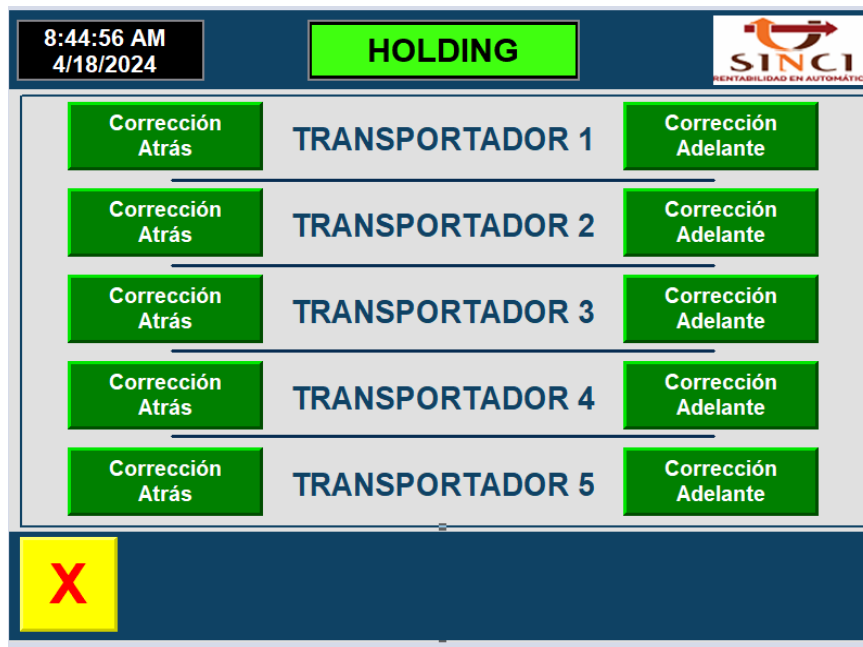 8:44:56 AM
4/18/2024
HOLDING
SINCI
RENTABILIDAD EN AUTOMÁTIC
Corrección
Atrás
TRANSPORTADOR 1
Corrección
Adelante
Corrección
Atrás
TRANSPORTADOR 2
Corrección
Adelante
Corrección
Atrás
TRANSPORTADOR 3
Corrección
Adelante
Corrección
Atrás
TRANSPORTADOR 4
Corrección
Adelante
Corrección
Atrás
TRANSPORTADOR 5
Corrección
Adelante
X